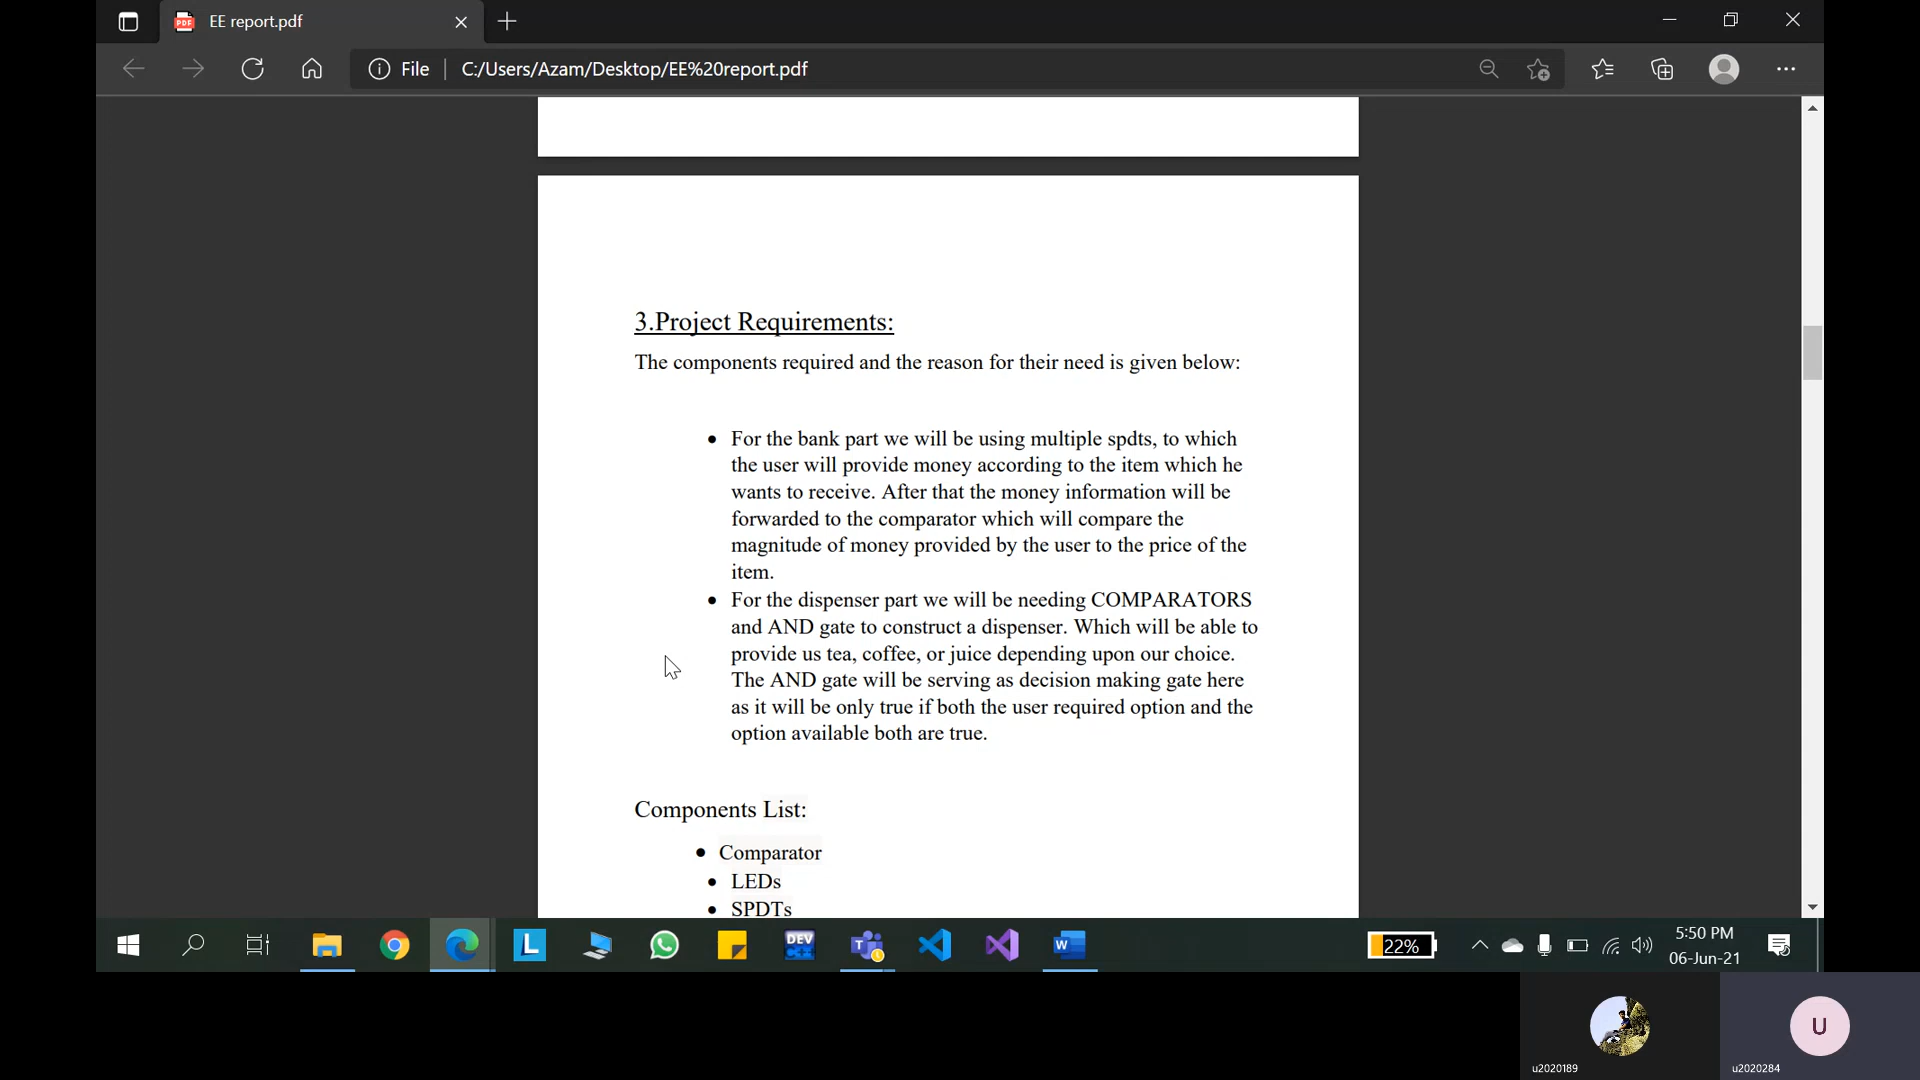 EE report.pdf
File
C:/Users/Azam/Desktop/EE%20report.pdf
3.Project Requirements:
The components required and the reason for their need is given below:
• For the bank part we will be using multiple spdts, to which
the user will provide money according to the item which he
wants to receive. After that the money information will be
forwarded to the comparator which will compare the
magnitude of money provided by the user to the price of the
item.
• For the dispenser part we will be needing COMPARATORS
and AND gate to construct a dispenser. Which will be able to
provide us tea, coffee, or juice depending upon our choice.
The AND gate will be serving as decision making gate here
as it will be only true if both the user required option and the
option available both are true.
Components List:
• Comparator
• LEDs
• SPDTs
L
DEV
C++
T
W
22%
5:50 PM
06-Jun-21
U
u2020189
u2020284